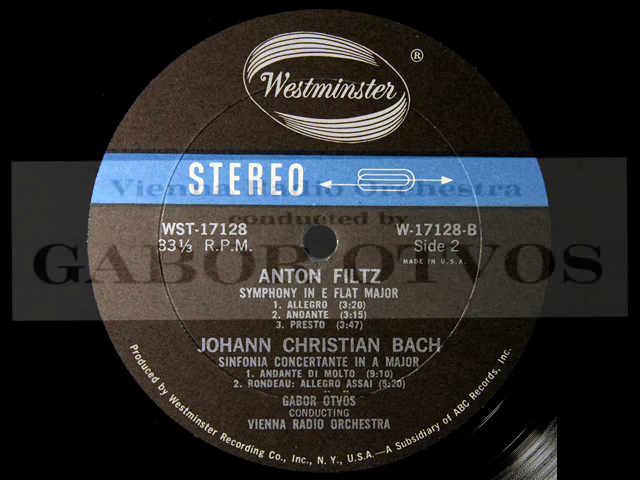 Westminster
®
STEREO
Vienna Radio Orchestra
conducted by
GABOR OTVOS
WST-17128
33⅓ R.P.M.
W-17128-B
Side 2
MADE IN U.S.A.
ANTON FILTZ
SYMPHONY IN E FLAT MAJOR
1. ALLEGRO (3:20)
2. ANDANTE (3:15)
3. PRESTO (3:47)
JOHANN CHRISTIAN BACH
SINFONIA CONCERTANTE IN A MAJOR
1. ANDANTE DI MOLTO (9:10)
2. RONDEAU: ALLEGRO ASSAI (5:20)
GABOR ÖTVÖS
CONDUCTING
VIENNA RADIO ORCHESTRA
Produced by Westminster Recording Co., Inc., N. Y., U.S.A.—A Subsidiary of ABC Records, Inc.